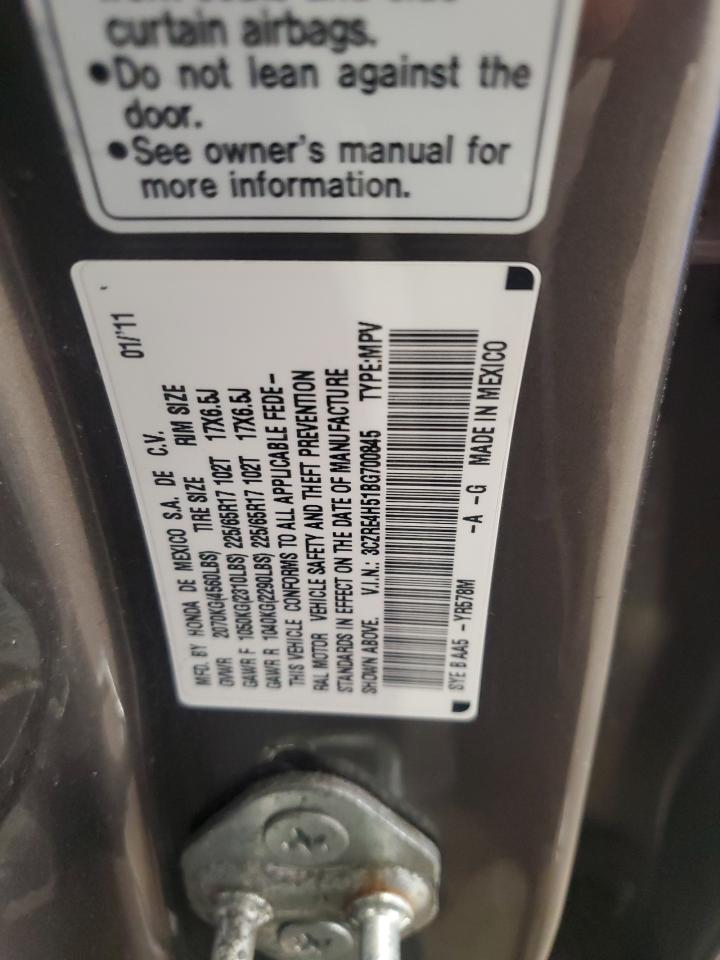 curtain airbags.
•Do not lean against the
door.
•See owner's manual for
more information.
01/'11
MFD. BY HONDA DE MEXICO S.A. DE C.V.
GVWR 2070KG(4560LBS) TIRE SIZE RIM SIZE
GAWR F 1050KG(2310LBS) 225/65R17 102T 17X6.5J
GAWR R 1040KG(2290LBS) 225/65R17 102T 17X6.5J
THIS VEHICLE CONFORMS TO ALL APPLICABLE FEDE-
RAL MOTOR VEHICLE SAFETY AND THEFT PREVENTION
STANDARDS IN EFFECT ON THE DATE OF MANUFACTURE
SHOWN ABOVE. V.I.N.: 3CZRE4H51BG700845 TYPE:MPV
SYE B AA5 -YR578M -A -G MADE IN MEXICO